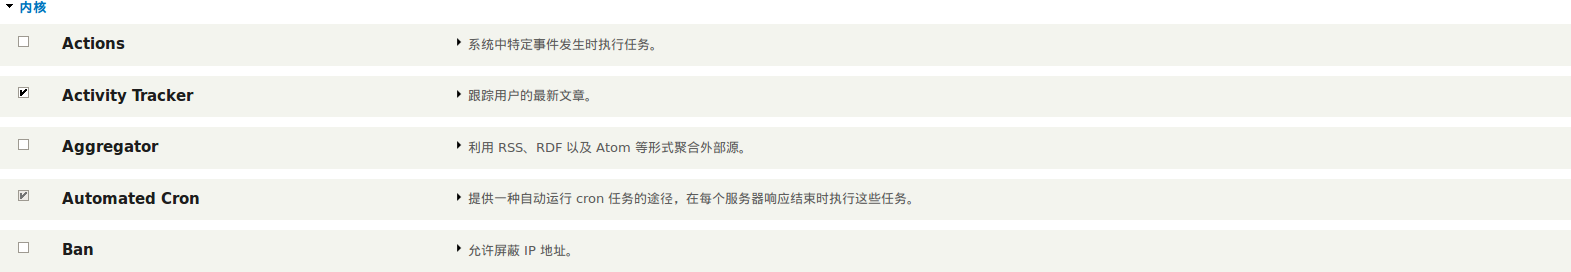 内核
Actions 系统中特定事件发生时执行任务。
Activity Tracker 跟踪用户的最新文章。
Aggregator 利用 RSS、RDF 以及 Atom 等形式聚合外部源。
Automated Cron 提供一种自动运行 cron 任务的途径，在每个服务器响应结束时执行这些任务。
Ban 允许屏蔽 IP 地址。